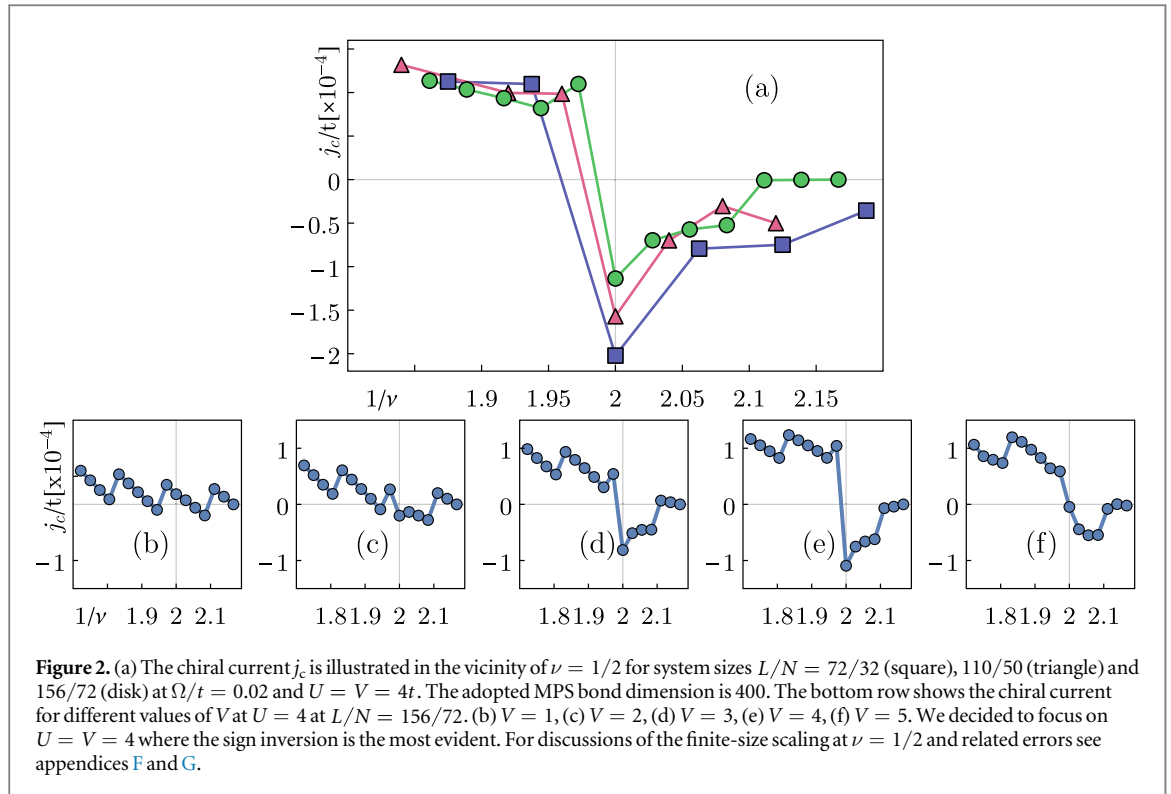 (a)
j_c/t[×10⁻⁴]
0
−0.5
−1
−1.5
−2
1/ν 1.9 1.95 2 2.05 2.1 2.15
j_c/t[x10⁻⁴]
1
0
−1
(b)
1/ν 1.9 2 2.1
1
0
−1
(c)
1.8 1.9 2 2.1
1
0
−1
(d)
1.8 1.9 2 2.1
1
0
−1
(e)
1.8 1.9 2 2.1
1
0
−1
(f)
1.8 1.9 2 2.1
Figure 2. (a) The chiral current j_c is illustrated in the vicinity of ν = 1/2 for system sizes L/N = 72/32 (square), 110/50 (triangle) and
156/72 (disk) at Ω/t = 0.02 and U = V = 4t. The adopted MPS bond dimension is 400. The bottom row shows the chiral current
for different values of V at U = 4 at L/N = 156/72. (b) V = 1, (c) V = 2, (d) V = 3, (e) V = 4, (f) V = 5. We decided to focus on
U = V = 4 where the sign inversion is the most evident. For discussions of the finite-size scaling at ν = 1/2 and related errors see
appendices F and G.